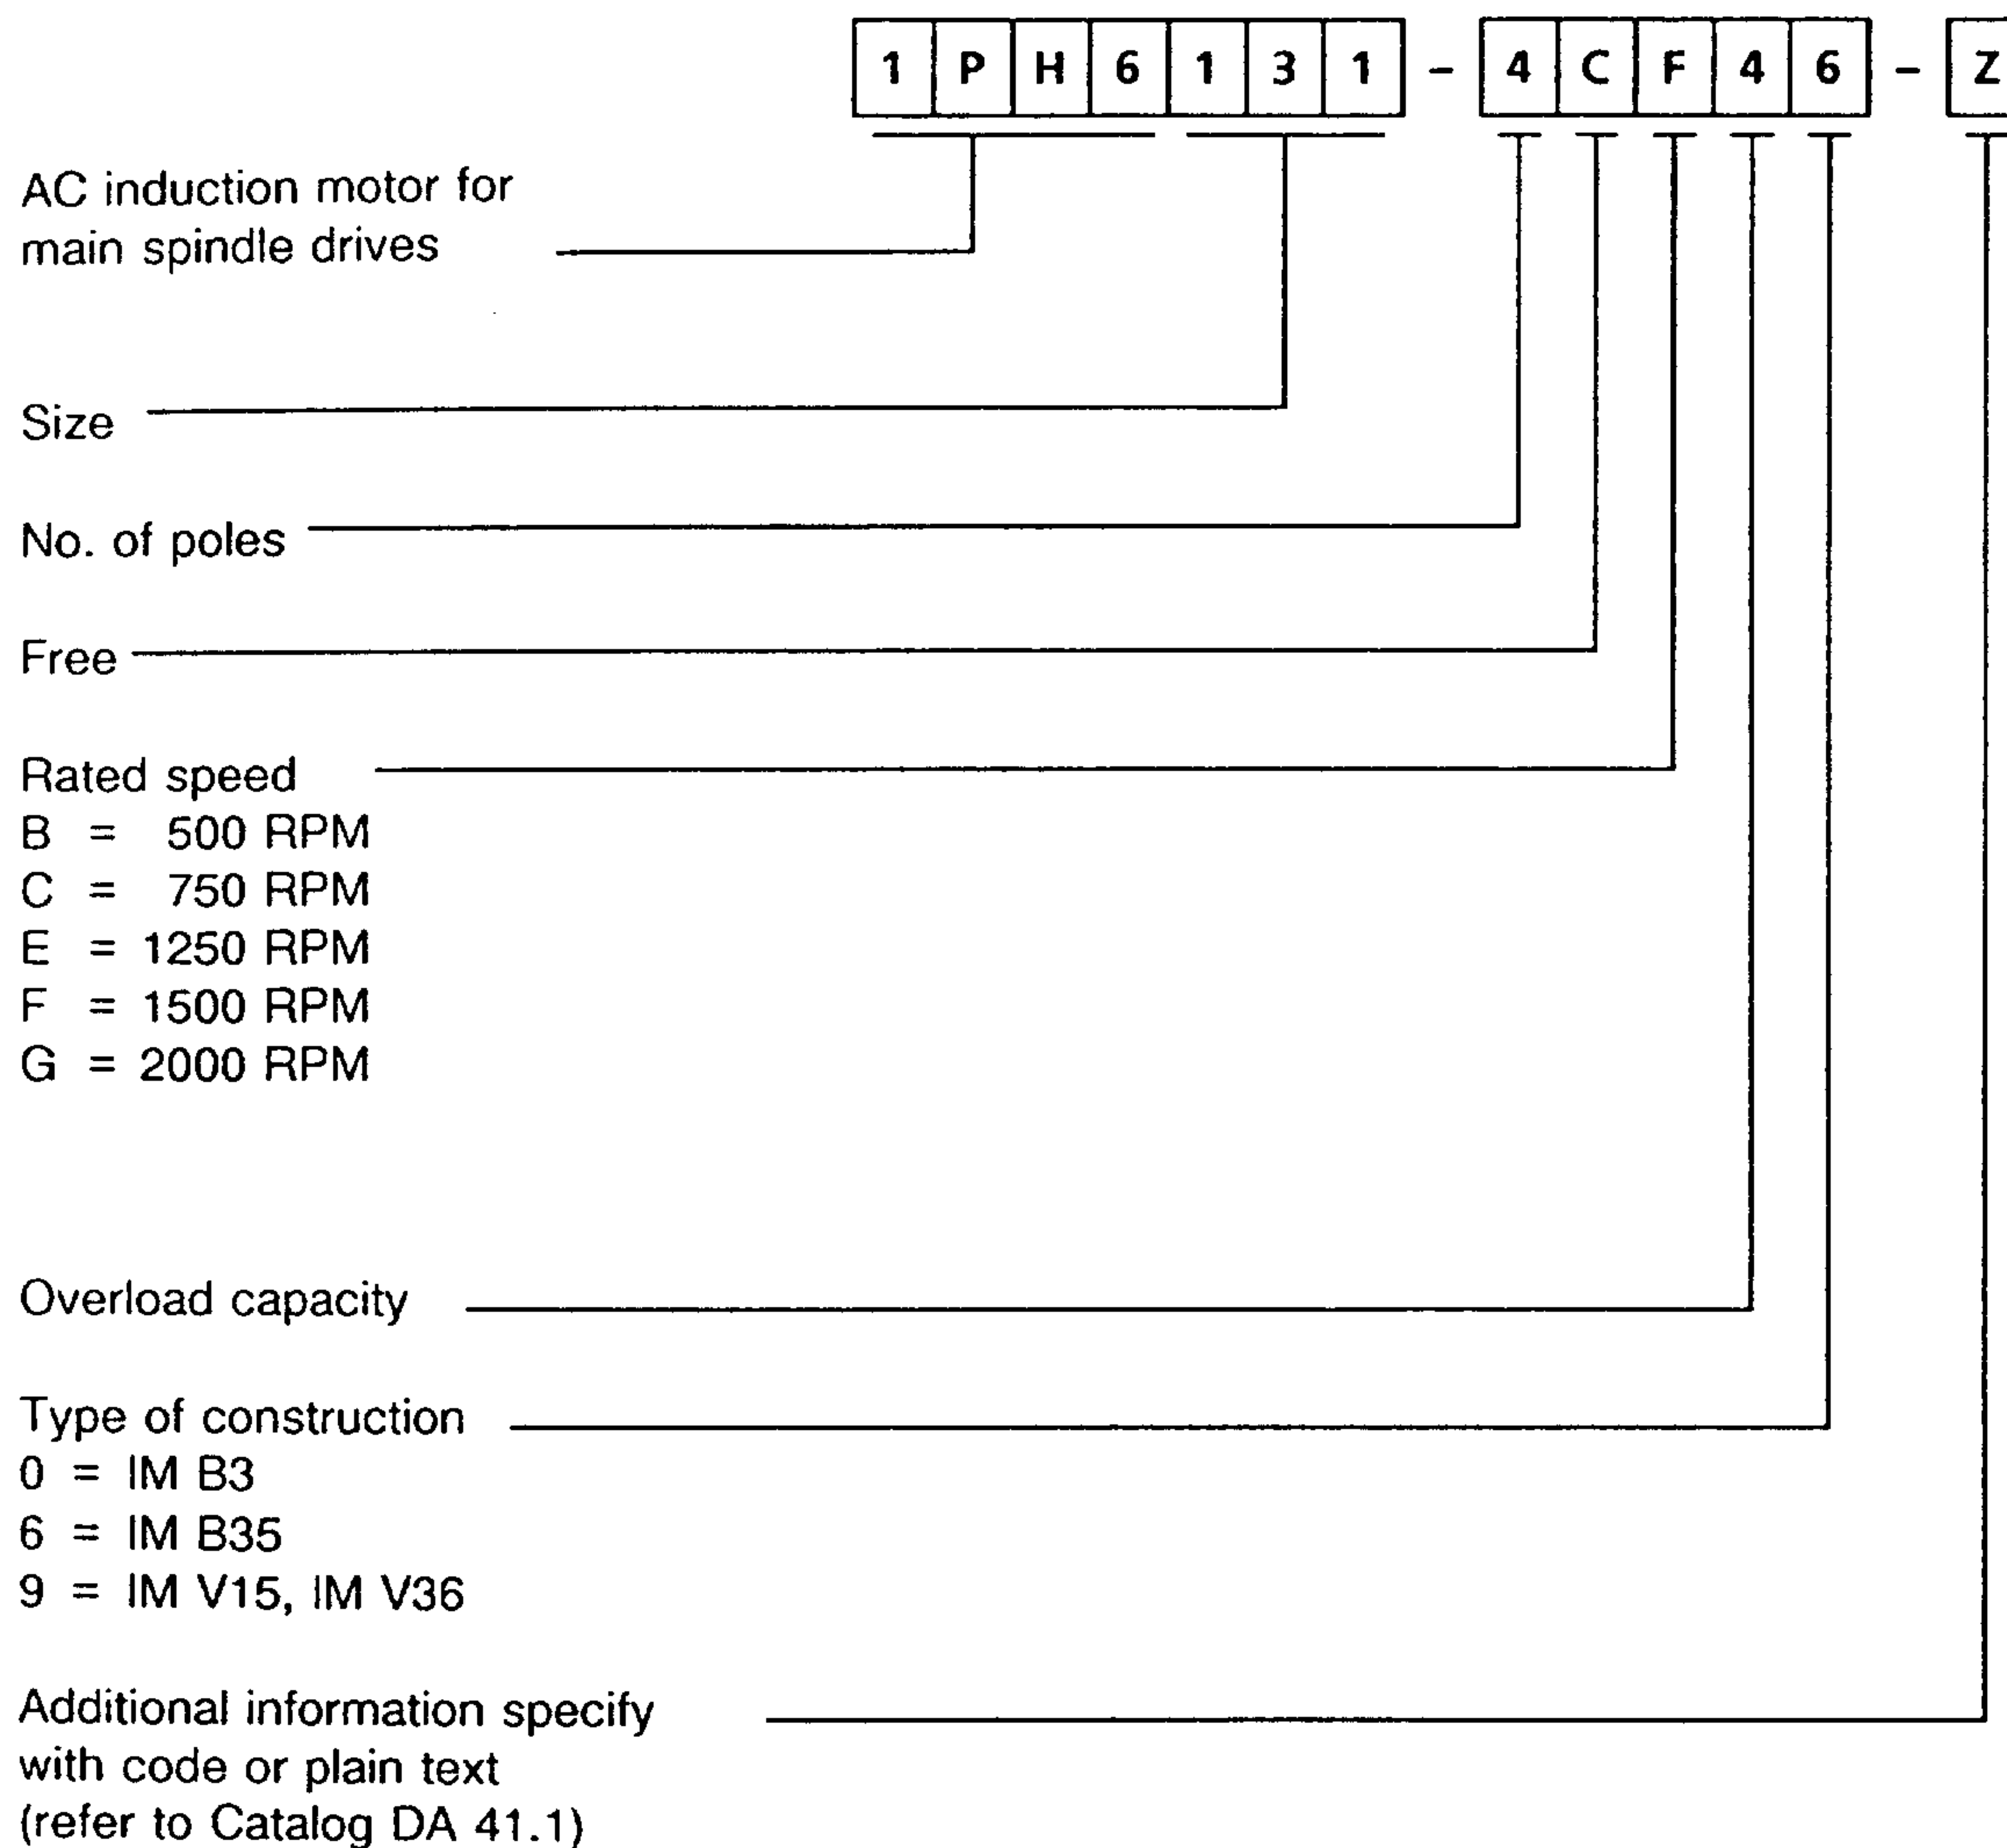 1 P H 6 1 3 1 - 4 C F 4 6 - Z
AC induction motor for
main spindle drives
Size
No. of poles
Free
Rated speed
B = 500 RPM
C = 750 RPM
E = 1250 RPM
F = 1500 RPM
G = 2000 RPM
Overload capacity
Type of construction
0 = IM B3
6 = IM B35
9 = IM V15, IM V36
Additional information specify
with code or plain text
(refer to Catalog DA 41.1)